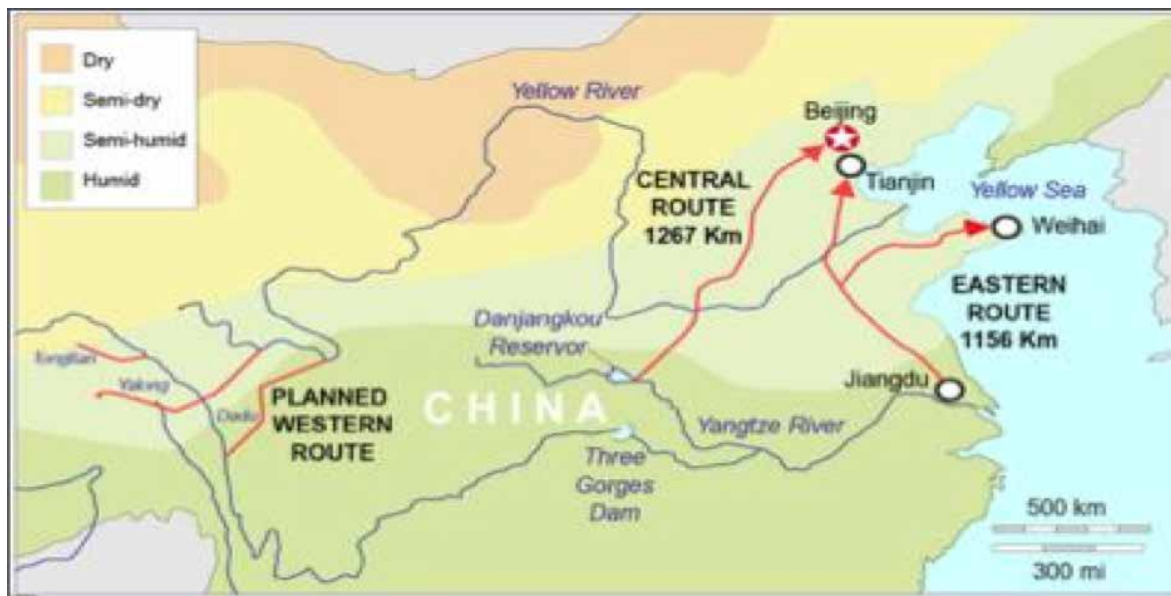 Dry
Semi-dry
Semi-humid
Humid
Yellow River
Beijing
Tianjin
Yellow Sea
Weihai
CENTRAL
ROUTE
1267 Km
EASTERN
ROUTE
1156 Km
Danjangkou
Reservor
Jiangdu
Yalong
Dadu
PLANNED
WESTERN
ROUTE
CHINA
Yangtze River
Three
Gorges
Dam
500 km
300 mi